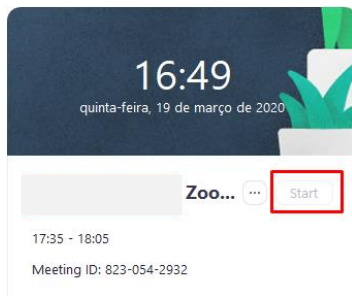 16:49
quinta-feira, 19 de março de 2020
Zoo... ... Start
17:35 - 18:05
Meeting ID: 823-054-2932